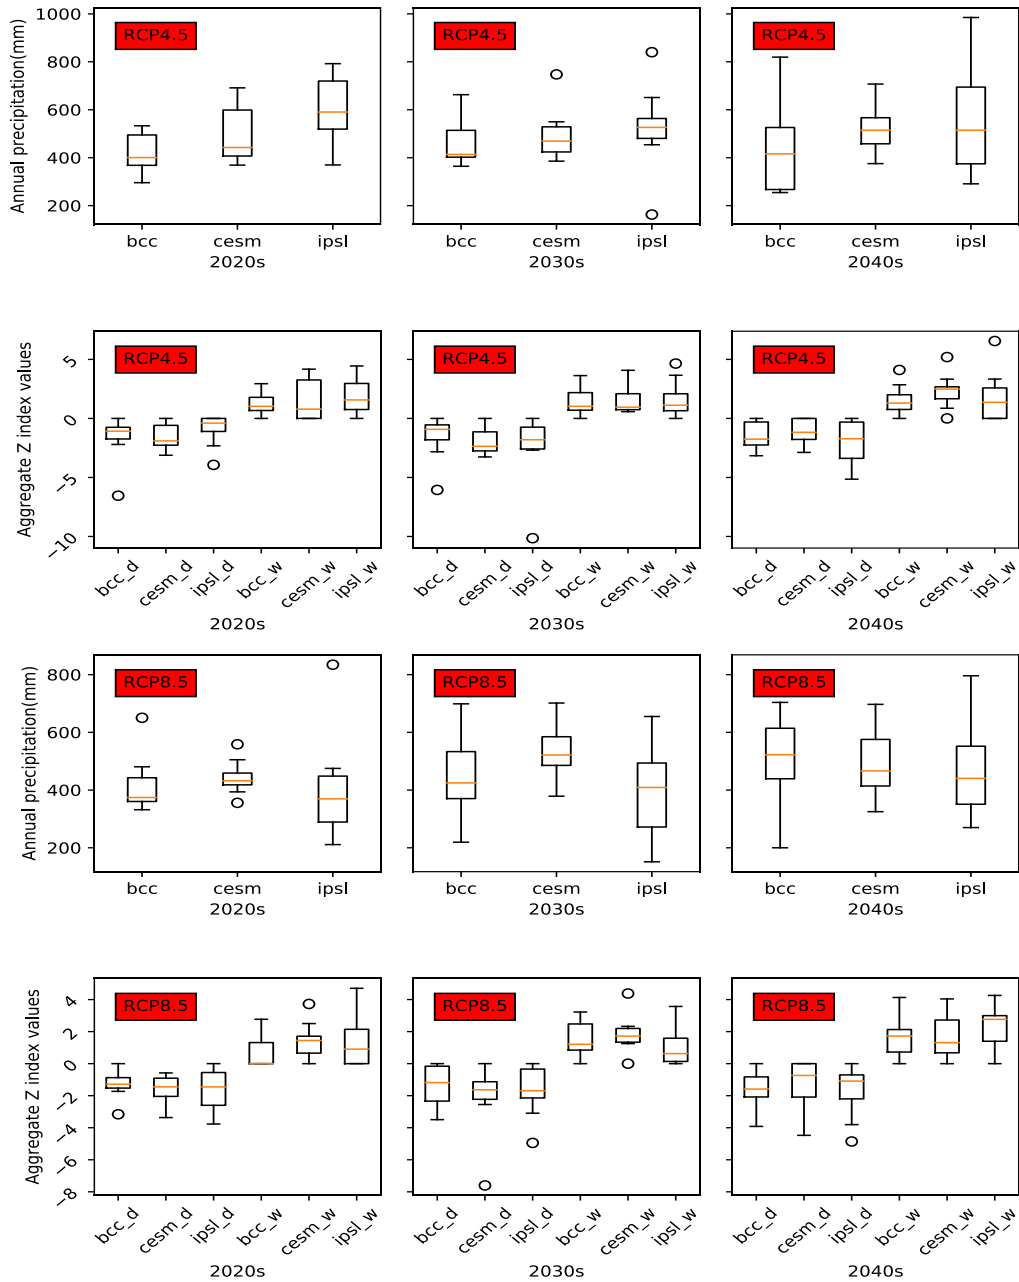 Annual precipitation(mm)
1000
800
600
400
200
RCP4.5
RCP4.5
RCP4.5
bcc cesm ipsl
2020s
bcc cesm ipsl
2030s
bcc cesm ipsl
2040s
Aggregate Z index values
5
0
−5
−10
RCP4.5
RCP4.5
RCP4.5
bcc_d cesm_d ipsl_d bcc_w cesm_w ipsl_w
2020s
bcc_d cesm_d ipsl_d bcc_w cesm_w ipsl_w
2030s
bcc_d cesm_d ipsl_d bcc_w cesm_w ipsl_w
2040s
Annual precipitation(mm)
800
600
400
200
RCP8.5
RCP8.5
RCP8.5
bcc cesm ipsl
2020s
bcc cesm ipsl
2030s
bcc cesm ipsl
2040s
Aggregate Z index values
4
2
0
−2
−4
−6
−8
RCP8.5
RCP8.5
RCP8.5
bcc_d cesm_d ipsl_d bcc_w cesm_w ipsl_w
2020s
bcc_d cesm_d ipsl_d bcc_w cesm_w ipsl_w
2030s
bcc_d cesm_d ipsl_d bcc_w cesm_w ipsl_w
2040s